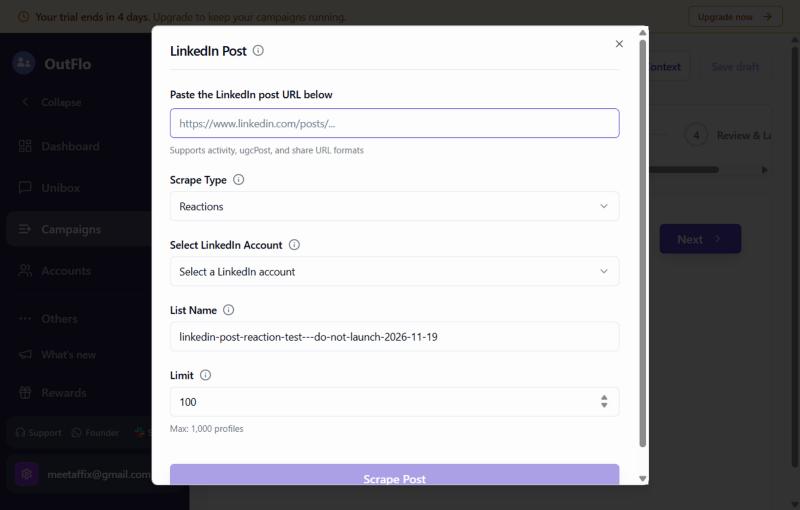 Your trial ends in 4 days. Upgrade to keep your campaigns running.
Upgrade now
OutFlo
Collapse
Dashboard
Unibox
Campaigns
Accounts
Others
What's new
Rewards
Support
Founder
meetaffix@gmail.com
LinkedIn Post
Paste the LinkedIn post URL below
https://www.linkedin.com/posts/...
Supports activity, ugcPost, and share URL formats
Scrape Type
Reactions
Select LinkedIn Account
Select a LinkedIn account
List Name
linkedin-post-reaction-test---do-not-launch-2026-11-19
Limit
100
Max: 1,000 profiles
Scrape Post
ontext
Save draft
4
Review & La
Next